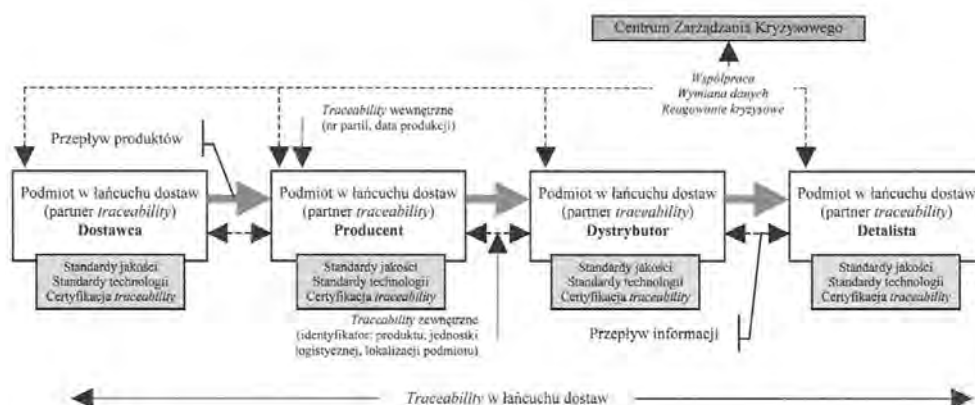 Centrum Zarządzania Kryzysowego
Współpraca
Wymiana danych
Reagowanie kryzysowe
Traceability wewnętrzne
(nr partii, data produkcji)
Przepływ produktów
Podmiot w łańcuchu dostaw
(partner traceability)
Dostawca
Standardy jakości
Standardy technologii
Certyfikacja traceability
Podmiot w łańcuchu dostaw
(partner traceability)
Producent
Standardy jakości
Standardy technologii
Certyfikacja traceability
Podmiot w łańcuchu dostaw
(partner traceability)
Dystrybutor
Standardy jakości
Standardy technologii
Certyfikacja traceability
Podmiot w łańcuchu dostaw
(partner traceability)
Detalista
Standardy jakości
Standardy technologii
Certyfikacja traceability
Traceability zewnętrzne
(identyfikator: produktu, jednostki
logistycznej, lokalizacji podmiotu)
Przepływ informacji
Traceability w łańcuchu dostaw